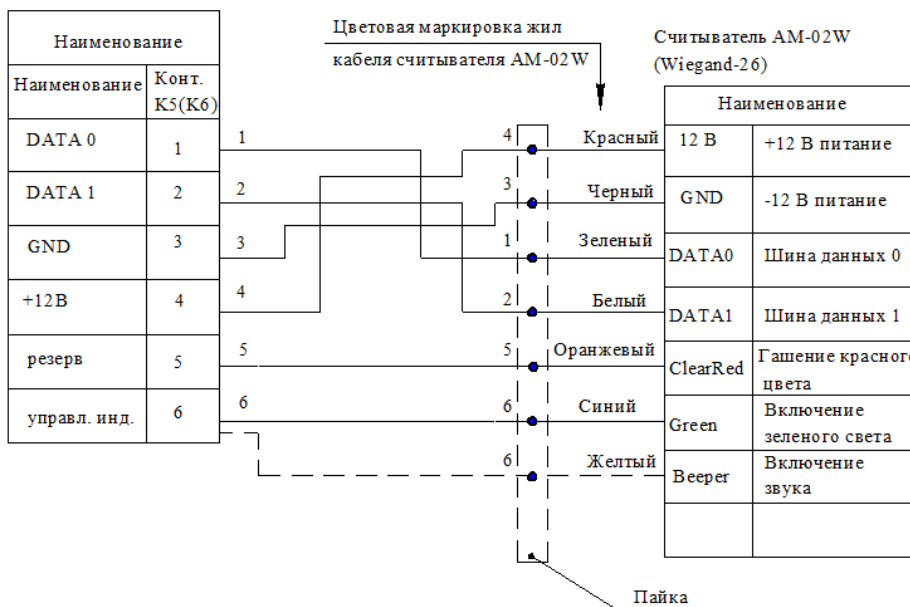 Цветовая маркировка жил
кабеля считывателя АМ-02W
Считыватель АМ-02W
(Wiegand-26)
Наименование
Наименование
Конт.
К5(К6)
DATA 0
1
DATA 1
2
GND
3
+12В
4
резерв
5
управл. инд.
6
1
2
3
4
5
6
4
3
1
2
5
6
6
Красный
Черный
Зеленый
Белый
Оранжевый
Синий
Желтый
Наименование
12 В
+12 В питание
GND
-12 В питание
DATA0
Шина данных 0
DATA1
Шина данных 1
ClearRed
Гашение красного
цвета
Green
Включение
зеленого света
Beeper
Включение
звука
Пайка